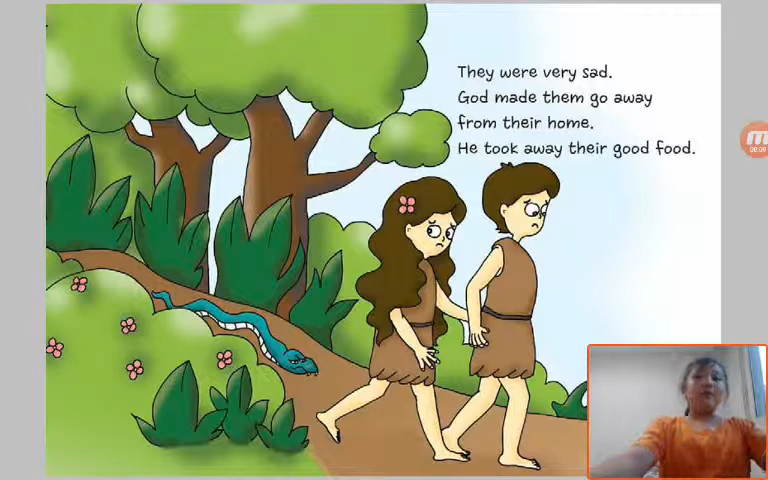 They were very sad.
God made them go away
from their home.
He took away their good food.